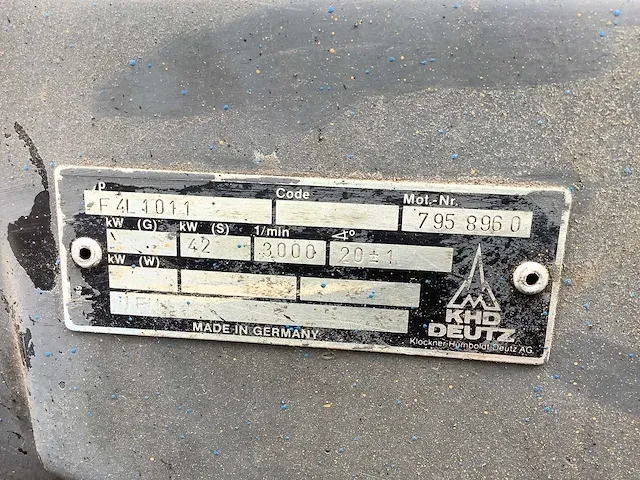 Code Mot.-Nr.
F4L1011 795 896 0
kW (G) kW (S) 1/min ∢°
42 3000 20±1
kW (W)
KHD
DEUTZ
MADE IN GERMANY
Klöckner-Humboldt-Deutz AG